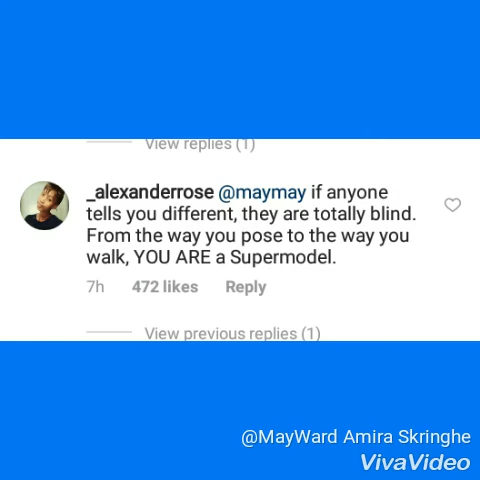 View replies (1)
_alexanderrose @maymay if anyone
tells you different, they are totally blind.
From the way you pose to the way you
walk, YOU ARE a Supermodel.
7h 472 likes Reply
View previous replies (1)
@MayWard Amira Skringhe
VivaVideo